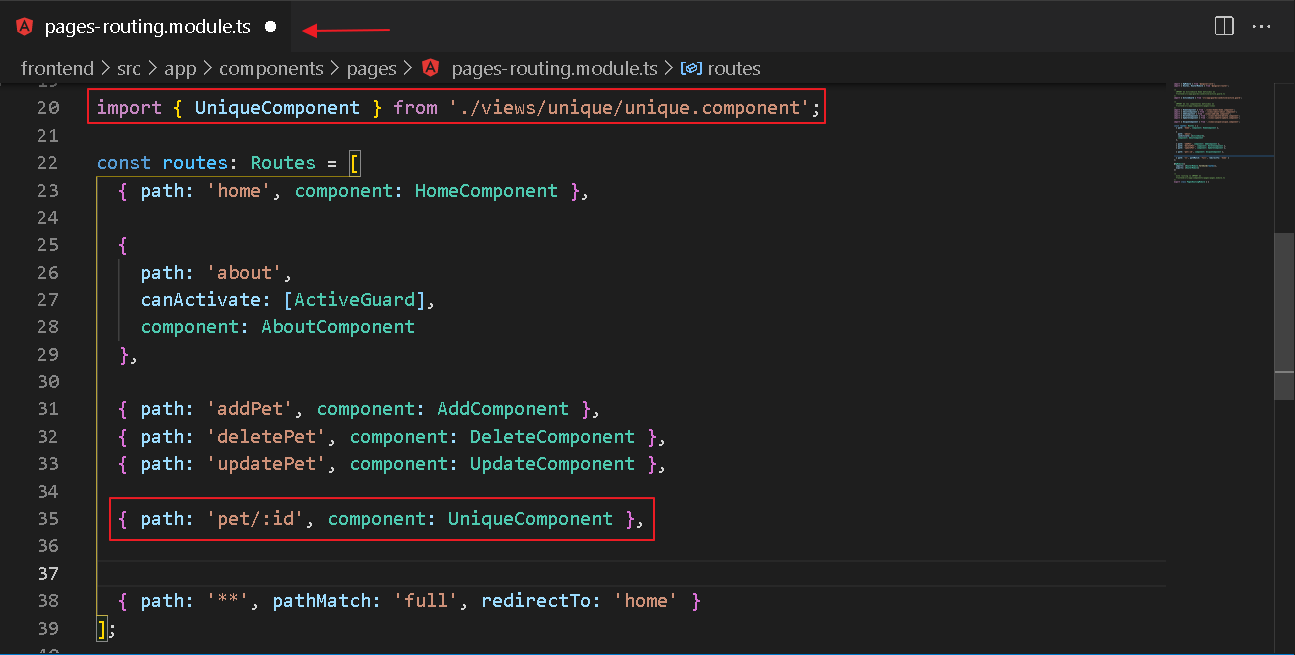 pages-routing.module.ts
frontend > src > app > components > pages > pages-routing.module.ts > routes
20 import { UniqueComponent } from './views/unique/unique.component';
21
22 const routes: Routes = [
23 { path: 'home', component: HomeComponent },
24
25 {
26 path: 'about',
27 canActivate: [ActiveGuard],
28 component: AboutComponent
29 },
30
31 { path: 'addPet', component: AddComponent },
32 { path: 'deletePet', component: DeleteComponent },
33 { path: 'updatePet', component: UpdateComponent },
34
35 { path: 'pet/:id', component: UniqueComponent },
36
37
38 { path: '**', pathMatch: 'full', redirectTo: 'home' }
39 ];